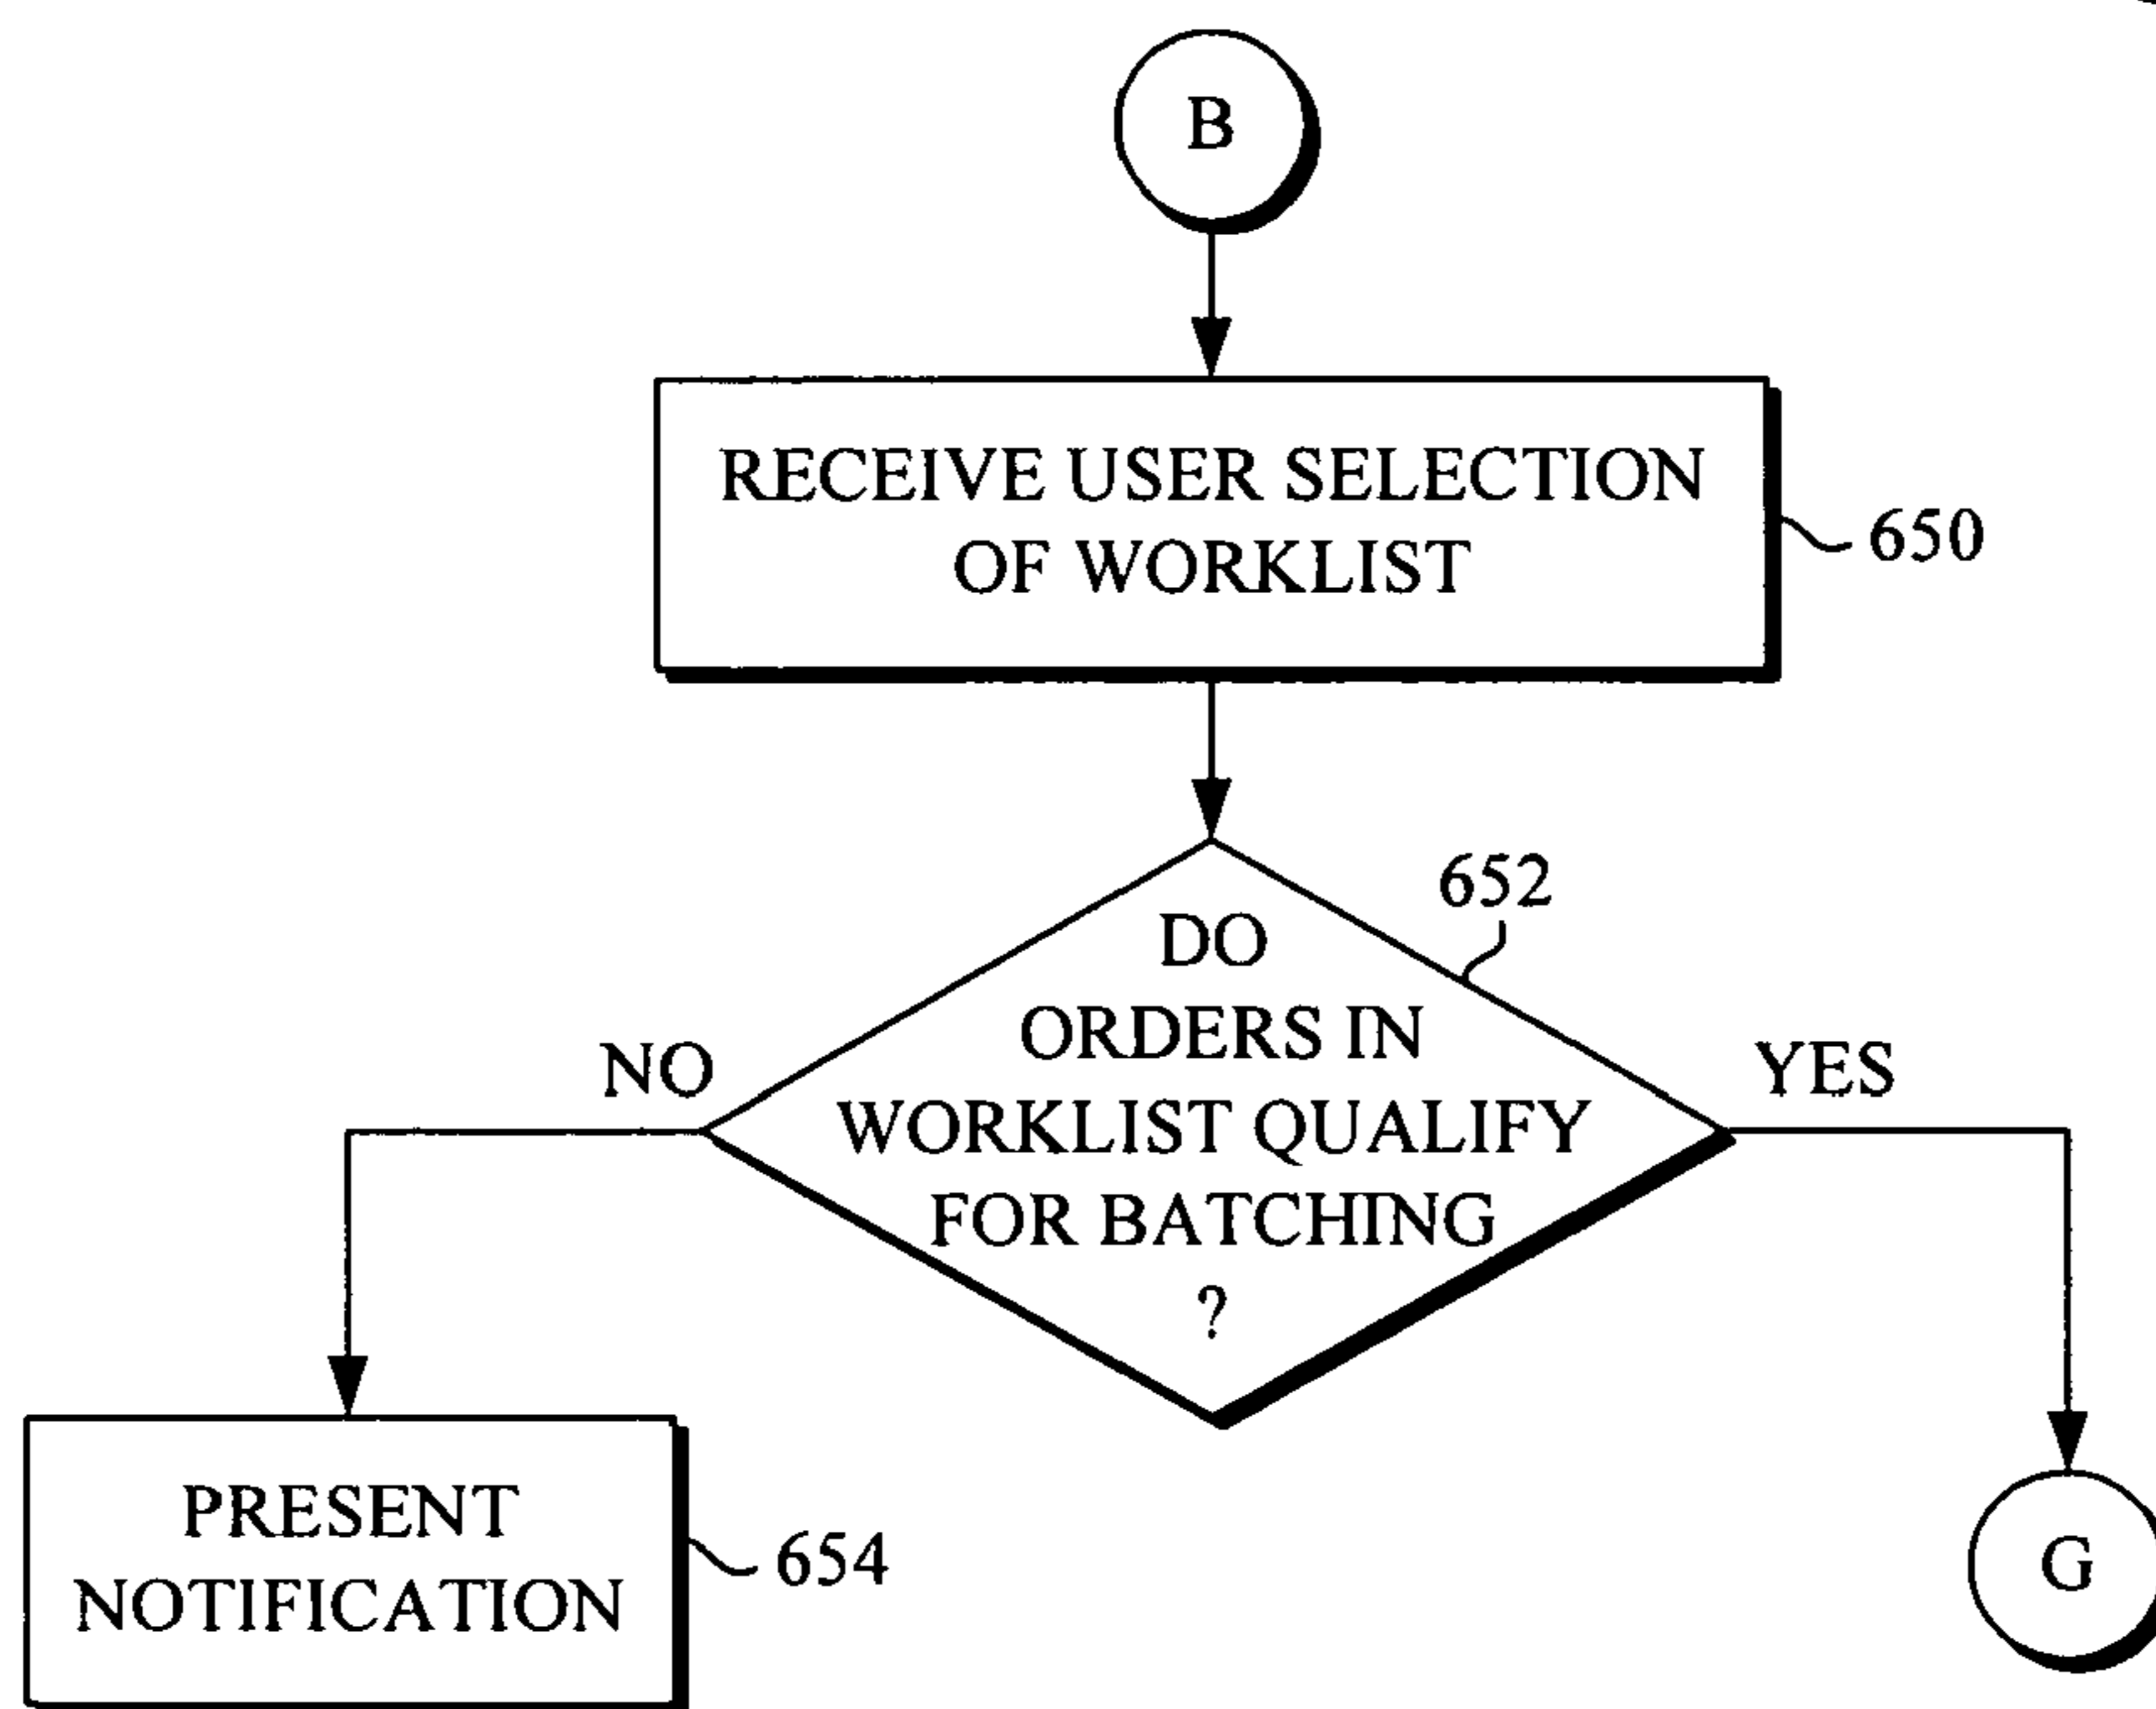 B
RECEIVE USER SELECTION
OF WORKLIST
650
652
DO
ORDERS IN
WORKLIST QUALIFY
FOR BATCHING
?
NO
YES
PRESENT
NOTIFICATION
654
G